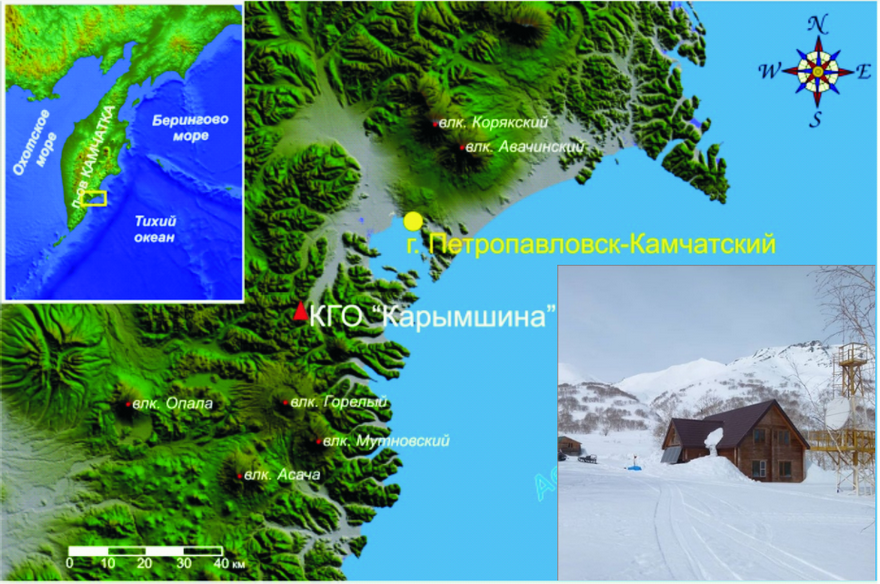 Охотское
море
п-ов КАМЧАТКА
Берингово
море
Тихий
океан
N
W
E
S
влк. Корякский
влк. Авачинский
г. Петропавловск-Камчатский
КГО “Карымшина”
влк. Опала
влк. Горелый
влк. Мутновский
влк. Асача
0 10 20 30 40 км